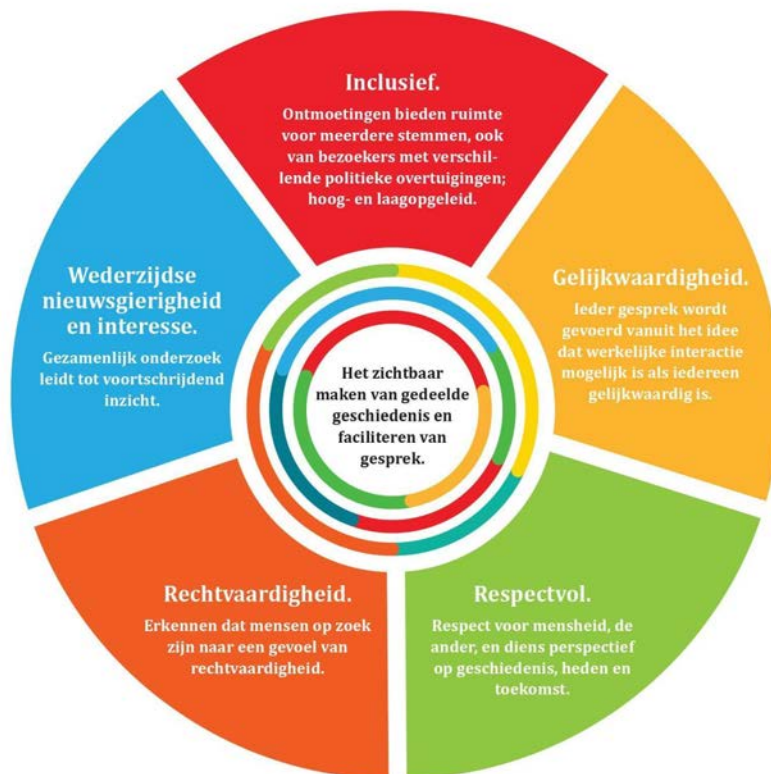 Inclusief.
Ontmoetingen bieden ruimte
voor meerdere stemmen, ook
van bezoekers met verschil-
lende politieke overtuigingen;
hoog- en laagopgeleid.
Gelijkwaardigheid.
Ieder gesprek wordt
gevoerd vanuit het idee
dat werkelijke interactie
mogelijk is als iedereen
gelijkwaardig is.
Respectvol.
Respect voor mensheid, de
ander, en diens perspectief
op geschiedenis, heden en
toekomst.
Rechtvaardigheid.
Erkennen dat mensen op zoek
zijn naar een gevoel van
rechtvaardigheid.
Wederzijdse
nieuwsgierigheid
en interesse.
Gezamenlijk onderzoek
leidt tot voortschrijdend
inzicht.
Het zichtbaar
maken van gedeelde
geschiedenis en
faciliteren van
gesprek.